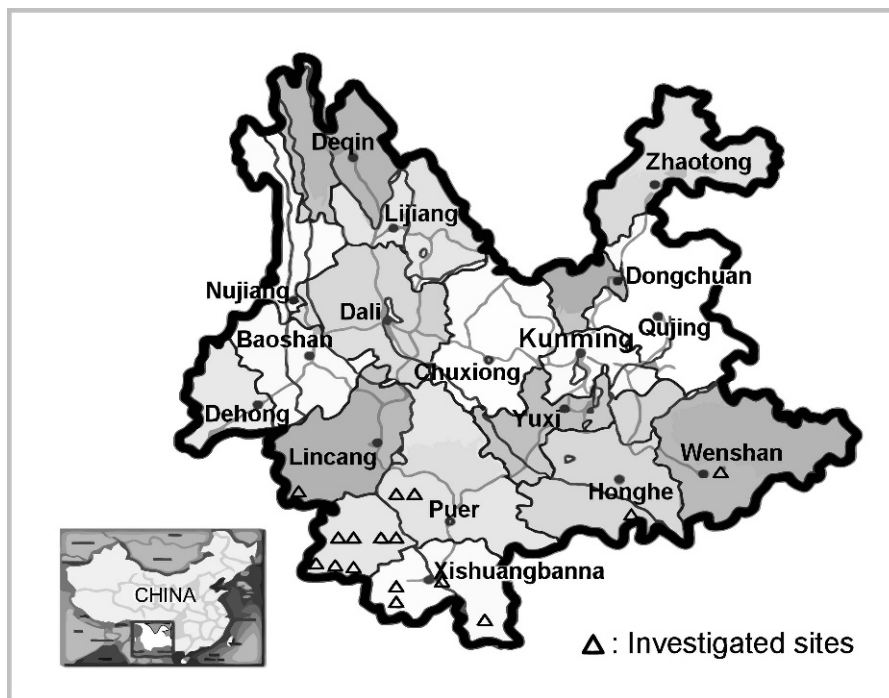 Deqin
Zhaotong
Lijiang
Dongchuan
Nujiang
Dali
Qujing
Baoshan
Kunming
Chuxiong
Dehong
Yuxi
Lincang
Wenshan
Honghe
Puer
Xishuangbanna
CHINA
: Investigated sites